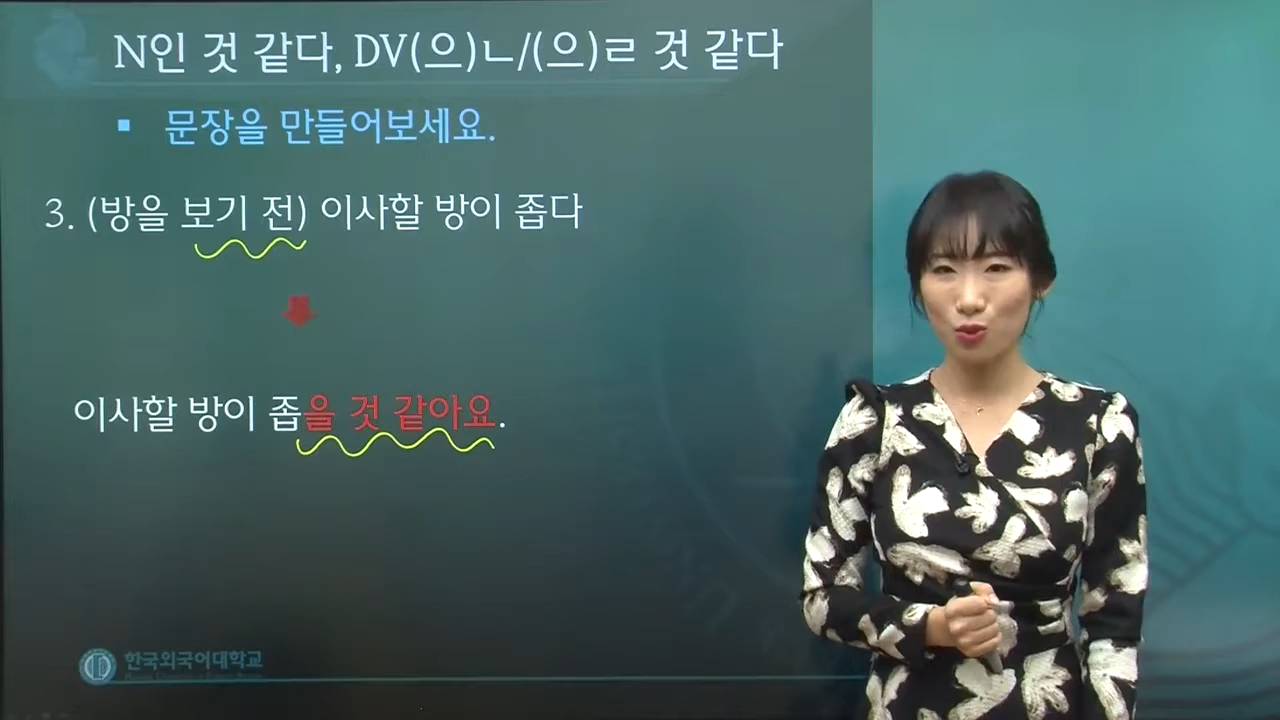 N인 것 같다, DV(으)ㄴ/(으)ㄹ 것 같다
▪ 문장을 만들어보세요.
3. (방을 보기 전) 이사할 방이 좁다
이사할 방이 좁을 것 같아요.
한국외국어대학교